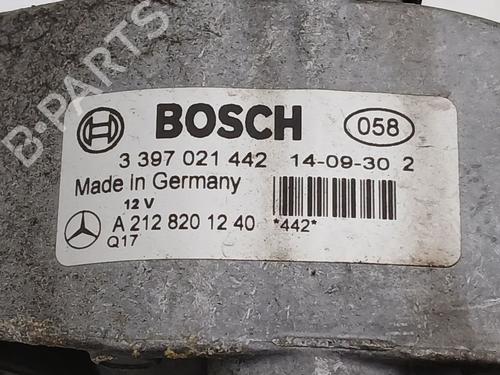 BOSCH 058
3 397 021 442 14-09-30 2
Made in Germany
12 V
A 212 820 12 40 *442*
Q17
B-PARTS